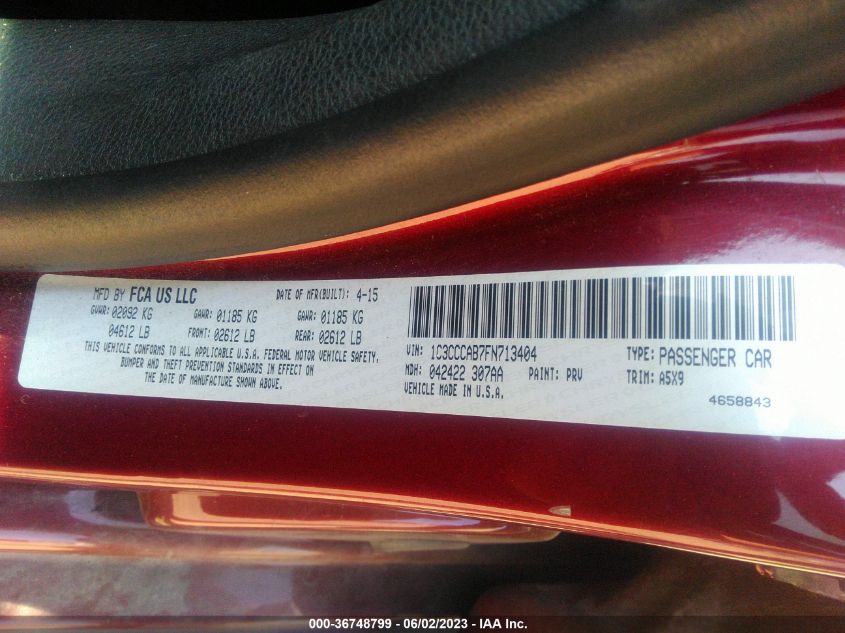 MFD BY FCA US LLC DATE OF MFR(BUILT): 4-15
GVWR: 02092 KG GAWR: 01185 KG GAWR: 01185 KG
04612 LB FRONT: 02612 LB REAR: 02612 LB
THIS VEHICLE CONFORMS TO ALL APPLICABLE U.S.A. FEDERAL MOTOR VEHICLE SAFETY,
BUMPER AND THEFT PREVENTION STANDARDS IN EFFECT ON
THE DATE OF MANUFACTURE SHOWN ABOVE.
VIN: 1C3CCCAB7FN713404 TYPE: PASSENGER CAR
MDH: 042422 307AA PAINT: PRV TRIM: A5X9
VEHICLE MADE IN U.S.A.
4658843
000-36748799 - 06/02/2023 - IAA Inc.